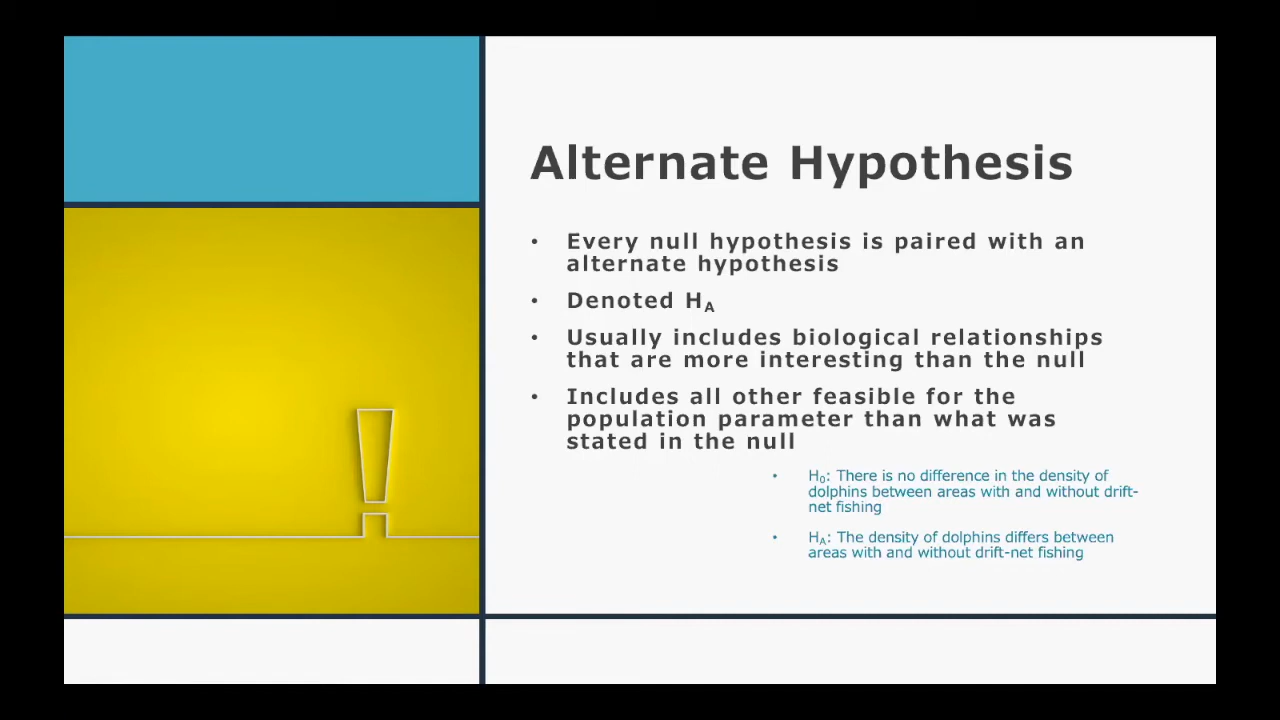 Alternate Hypothesis
• Every null hypothesis is paired with an
alternate hypothesis
• Denoted H_A
• Usually includes biological relationships
that are more interesting than the null
• Includes all other feasible for the
population parameter than what was
stated in the null
• H₀: There is no difference in the density of
dolphins between areas with and without drift-
net fishing
• H_A: The density of dolphins differs between
areas with and without drift-net fishing